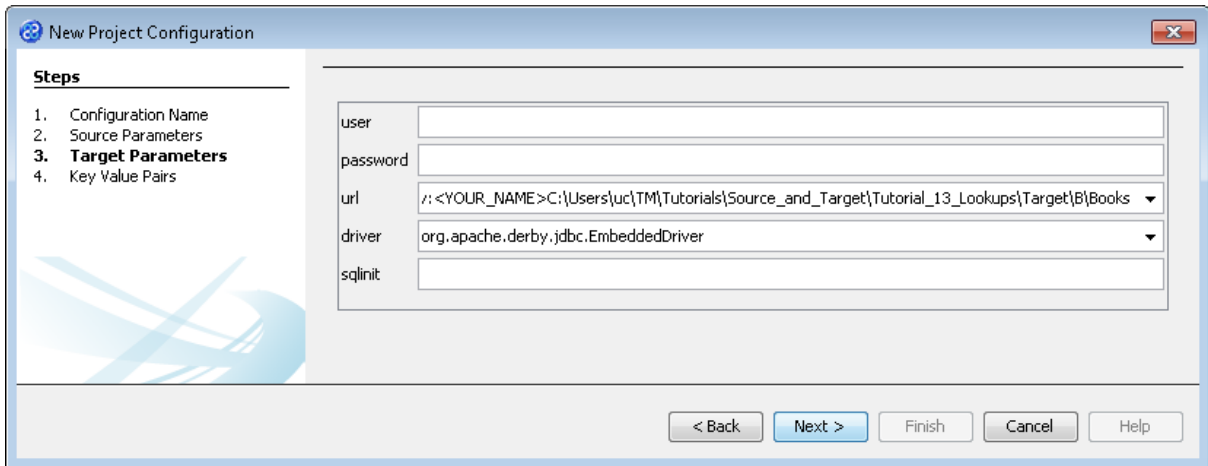 New Project Configuration
Steps
1. Configuration Name
2. Source Parameters
3. Target Parameters
4. Key Value Pairs
user
password
url y:<YOUR_NAME>C:\Users\uc\TM\Tutorials\Source_and_Target\Tutorial_13_Lookups\Target\B\Books
driver org.apache.derby.jdbc.EmbeddedDriver
sqlinit
< Back Next > Finish Cancel Help